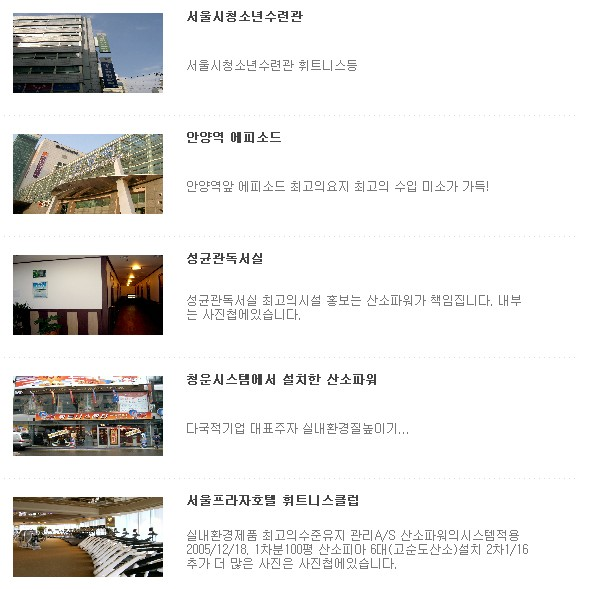 서울시청소년수련관
서울시청소년수련관 휘트니스등
안양역 에피소드
안양역앞 에피소드 최고의요지 최고의 수입 미소가 가득!
성균관독서실
성균관독서실 최고의시설 홍보는 산소파워가 책임집니다. 내부
는 사진첩에있습니다.
청운시스템에서 설치한 산소파워
다국적기업 대표주자 실내환경질높이기...
서울프라자호텔 휘트니스클럽
실내환경제품 최고의수준유지 관리A/S 산소파워의시스템적용
2005/12/18. 1차분100평 산소피아 6대(고순도산소)설치 2차1/16
추가 더 많은 사진은 사진첩에있습니다.